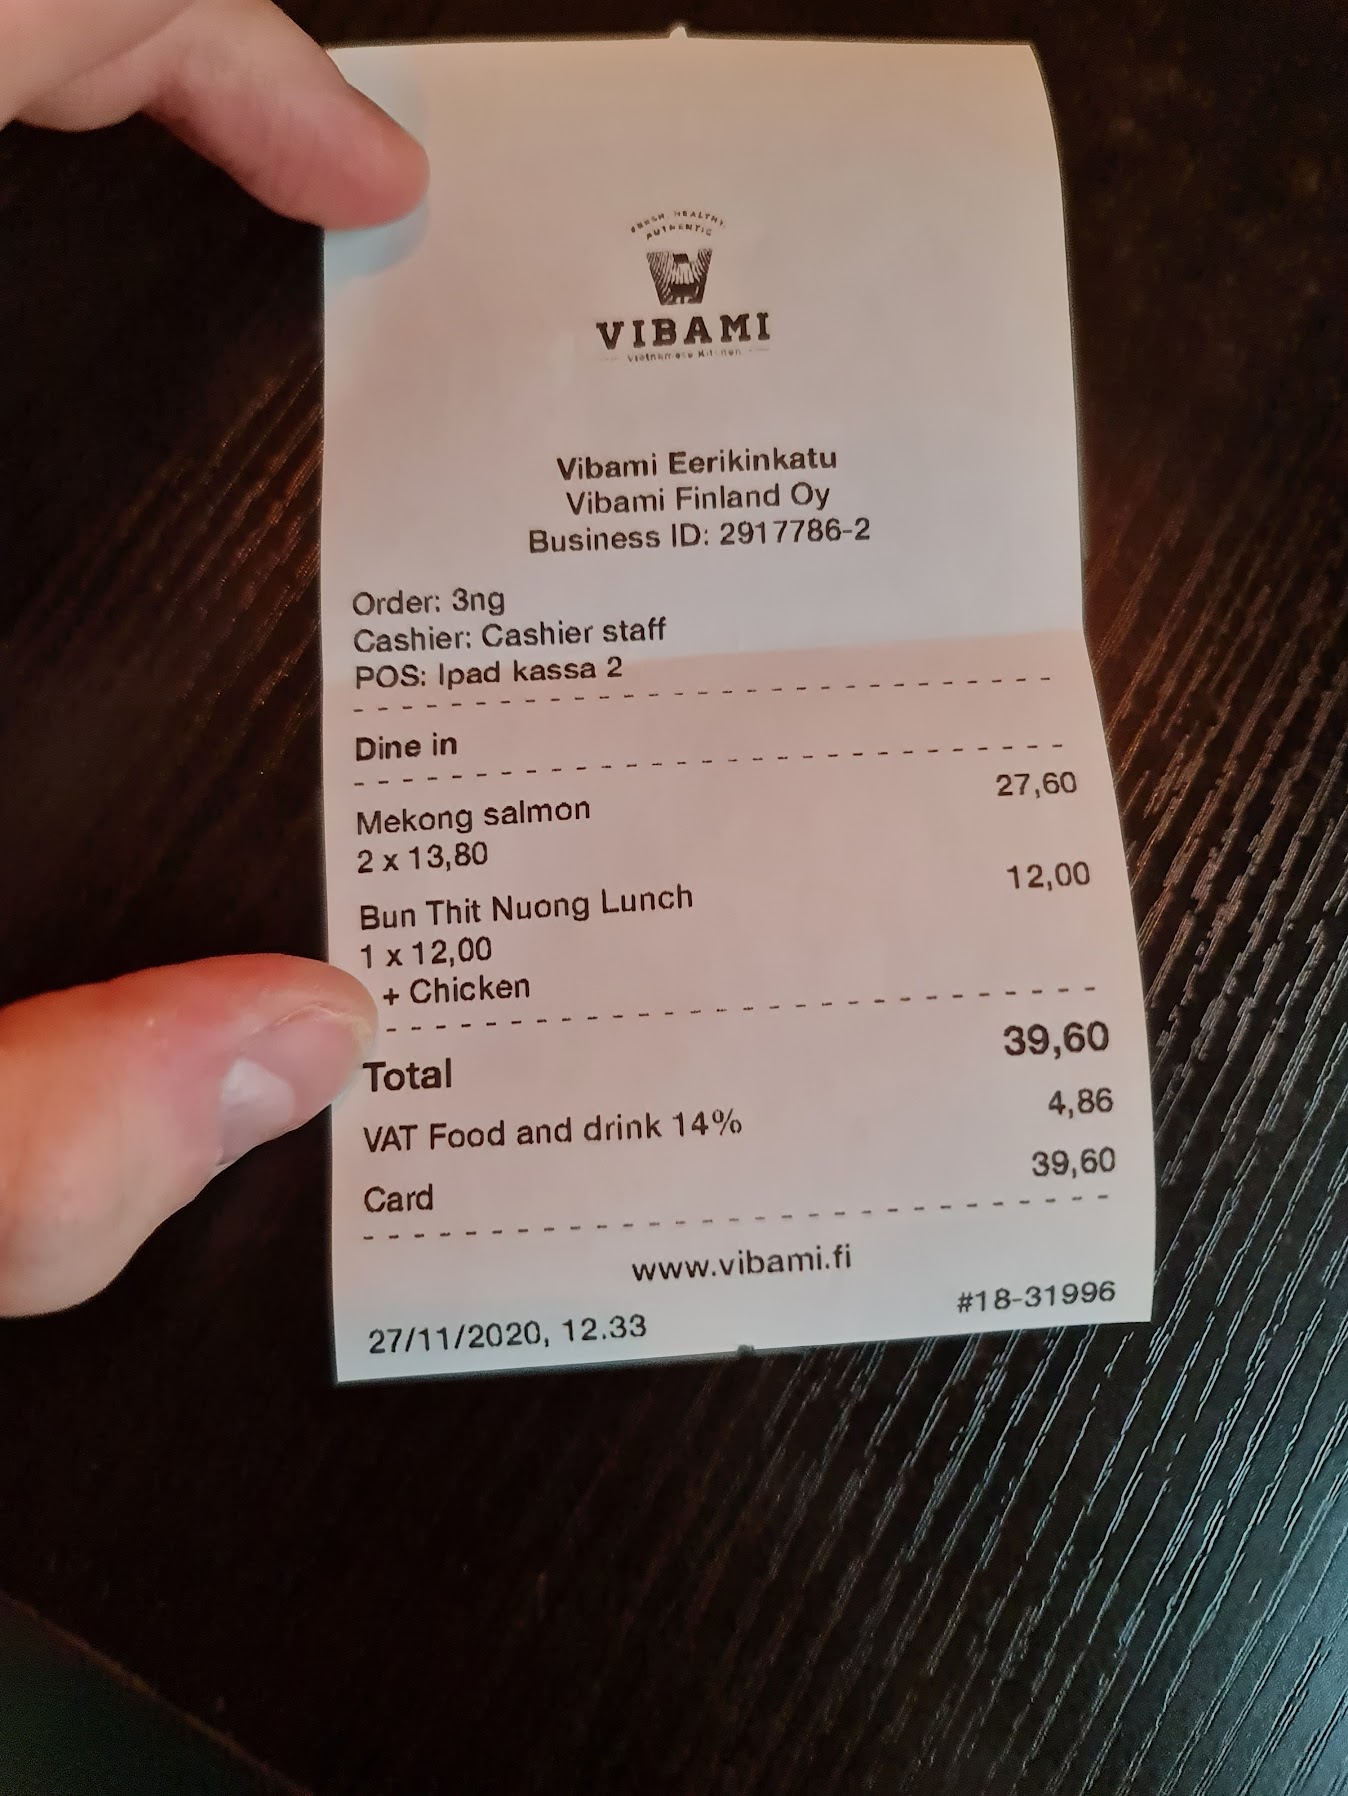 FRESH, HEALTHY,
AUTHENTIC
VIBAMI
Vietnamese Kitchen
Vibami Eerikinkatu
Vibami Finland Oy
Business ID: 2917786-2
Order: 3ng
Cashier: Cashier staff
POS: Ipad kassa 2
Dine in
Mekong salmon 27,60
2 x 13,80
Bun Thit Nuong Lunch 12,00
1 x 12,00
+ Chicken
Total 39,60
VAT Food and drink 14% 4,86
Card 39,60
www.vibami.fi
27/11/2020, 12.33 #18-31996